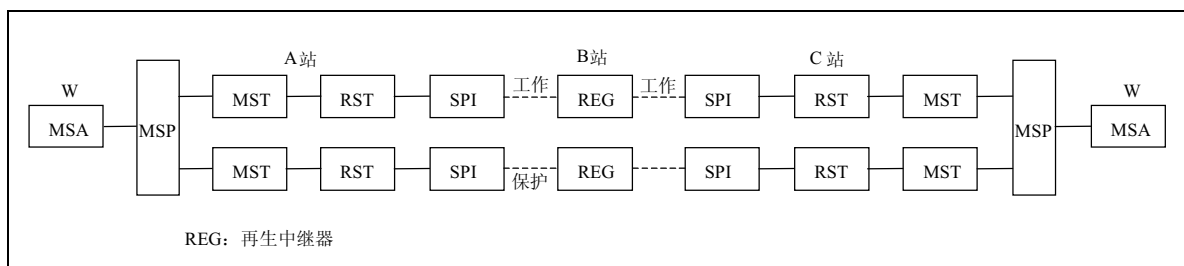 A站 B站 C站
W 工作 工作 W
MST RST SPI REG SPI RST MST
MSA MSP MSP MSA
MST RST SPI REG SPI RST MST
保护
REG：再生中继器